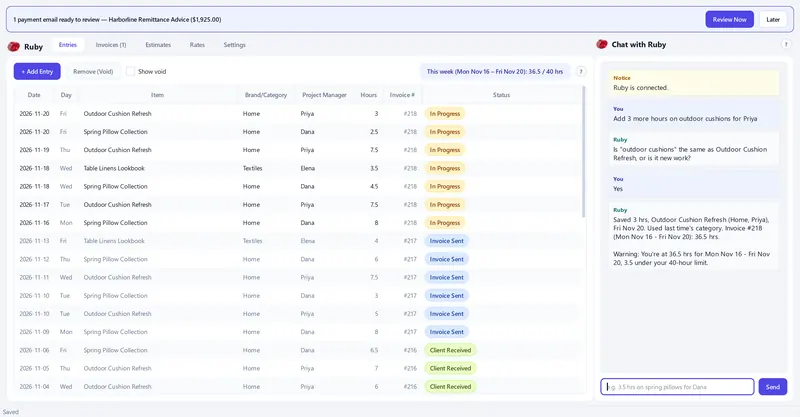 1 payment email ready to review — Harborline Remittance Advice ($1,925.00)
Review Now
Later
Ruby
Entries
Invoices (1)
Estimates
Rates
Settings
+ Add Entry
Remove (Void)
Show void
This week (Mon Nov 16 – Fri Nov 20): 36.5 / 40 hrs
?
Date Day Item Brand/Category Project Manager Hours Invoice # Status
2026-11-20 Fri Outdoor Cushion Refresh Home Priya 3 #218 In Progress
2026-11-20 Fri Spring Pillow Collection Home Dana 2.5 #218 In Progress
2026-11-19 Thu Outdoor Cushion Refresh Home Priya 7.5 #218 In Progress
2026-11-18 Wed Table Linens Lookbook Textiles Elena 3.5 #218 In Progress
2026-11-18 Wed Spring Pillow Collection Home Dana 4.5 #218 In Progress
2026-11-17 Tue Outdoor Cushion Refresh Home Priya 7.5 #218 In Progress
2026-11-16 Mon Spring Pillow Collection Home Dana 8 #218 In Progress
2026-11-13 Fri Table Linens Lookbook Textiles Elena 4 #217 Invoice Sent
2026-11-12 Thu Spring Pillow Collection Home Dana 6 #217 Invoice Sent
2026-11-11 Wed Outdoor Cushion Refresh Home Priya 7.5 #217 Invoice Sent
2026-11-10 Tue Spring Pillow Collection Home Dana 3 #217 Invoice Sent
2026-11-10 Tue Outdoor Cushion Refresh Home Priya 5 #217 Invoice Sent
2026-11-09 Mon Spring Pillow Collection Home Dana 8 #217 Invoice Sent
2026-11-06 Fri Spring Pillow Collection Home Dana 6.5 #216 Client Received
2026-11-05 Thu Outdoor Cushion Refresh Home Priya 7 #216 Client Received
2026-11-04 Wed Outdoor Cushion Refresh Home Priya 6 #216 Client Received
Saved
Chat with Ruby
?
Notice
Ruby is connected.
You
Add 3 more hours on outdoor cushions for Priya
Ruby
Is "outdoor cushions" the same as Outdoor Cushion
Refresh, or is it new work?
You
Yes
Ruby
Saved 3 hrs, Outdoor Cushion Refresh (Home, Priya),
Fri Nov 20. Used last time's category. Invoice #218
(Mon Nov 16 - Fri Nov 20): 36.5 hrs.
Warning: You're at 36.5 hrs for Mon Nov 16 - Fri Nov
20, 3.5 under your 40-hour limit.
e.g. 3.5 hrs on spring pillows for Dana
Send